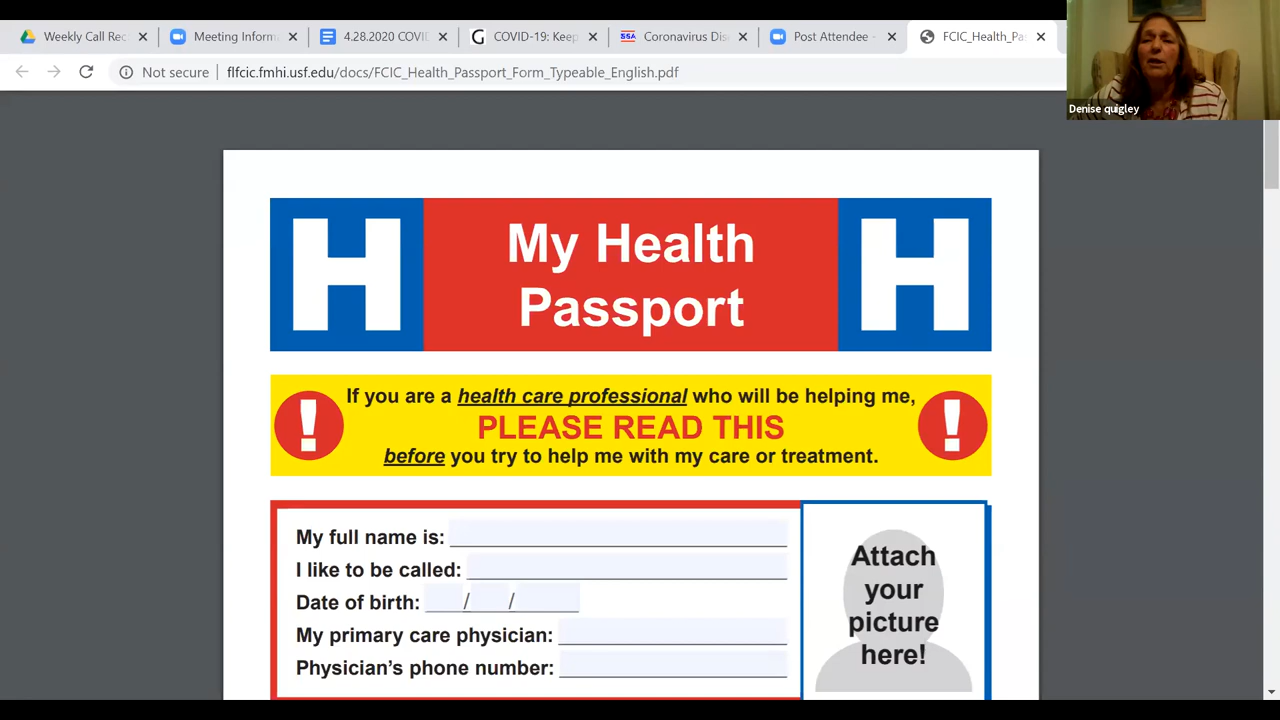 Weekly Call Rec
Meeting Inform
4.28.2020 COVI
COVID-19: Keep
SSA Coronavirus Dis
Post Attendee -
FCIC_Health_Pa
Not secure | flfcic.fmhi.usf.edu/docs/FCIC_Health_Passport_Form_Typeable_English.pdf
Denise quigley
H My Health H
Passport
If you are a health care professional who will be helping me,
! PLEASE READ THIS !
before you try to help me with my care or treatment.
My full name is:
I like to be called:
Date of birth: / /
My primary care physician:
Physician's phone number:
Attach
your
picture
here!